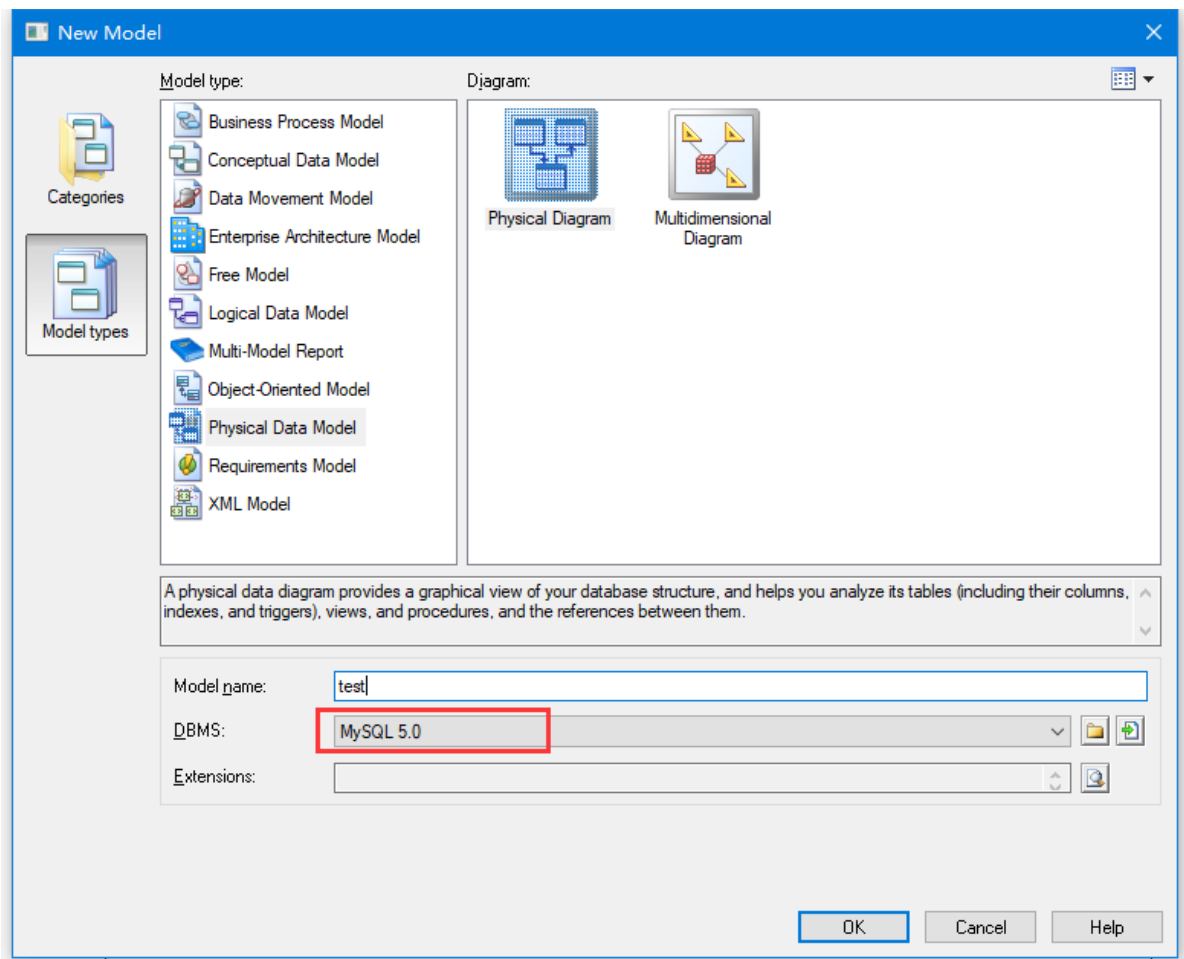 New Model
Model type:
Diagram:
Categories
Model types
Business Process Model
Conceptual Data Model
Data Movement Model
Enterprise Architecture Model
Free Model
Logical Data Model
Multi-Model Report
Object-Oriented Model
Physical Data Model
Requirements Model
XML Model
Physical Diagram
Multidimensional
Diagram
A physical data diagram provides a graphical view of your database structure, and helps you analyze its tables (including their columns,
indexes, and triggers), views, and procedures, and the references between them.
Model name:
test
DBMS:
MySQL 5.0
Extensions:
OK
Cancel
Help